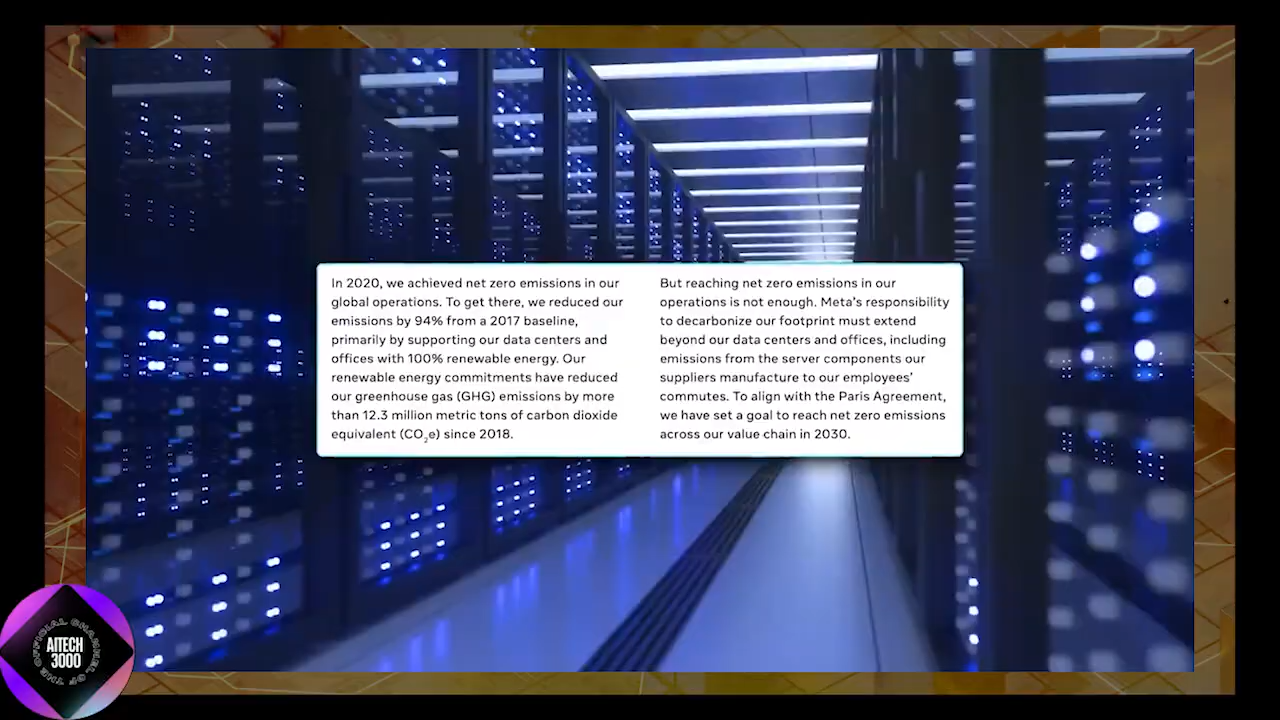 In 2020, we achieved net zero emissions in our
global operations. To get there, we reduced our
emissions by 94% from a 2017 baseline,
primarily by supporting our data centers and
offices with 100% renewable energy. Our
renewable energy commitments have reduced
our greenhouse gas (GHG) emissions by more
than 12.3 million metric tons of carbon dioxide
equivalent (CO₂e) since 2018.
But reaching net zero emissions in our
operations is not enough. Meta's responsibility
to decarbonize our footprint must extend
beyond our data centers and offices, including
emissions from the server components our
suppliers manufacture to our employees'
commutes. To align with the Paris Agreement,
we have set a goal to reach net zero emissions
across our value chain in 2030.
OFFICIAL CHANNEL OF THE
AITECH
3000